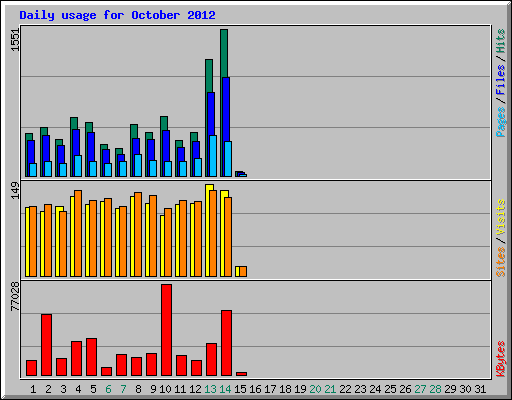 Daily usage for October 2012
1551
Pages / Files / Hits
149
Sites / Visits
77028
KBytes
1 2 3 4 5 6 7 8 9 10 11 12 13 14 15 16 17 18 19 20 21 22 23 24 25 26 27 28 29 30 31